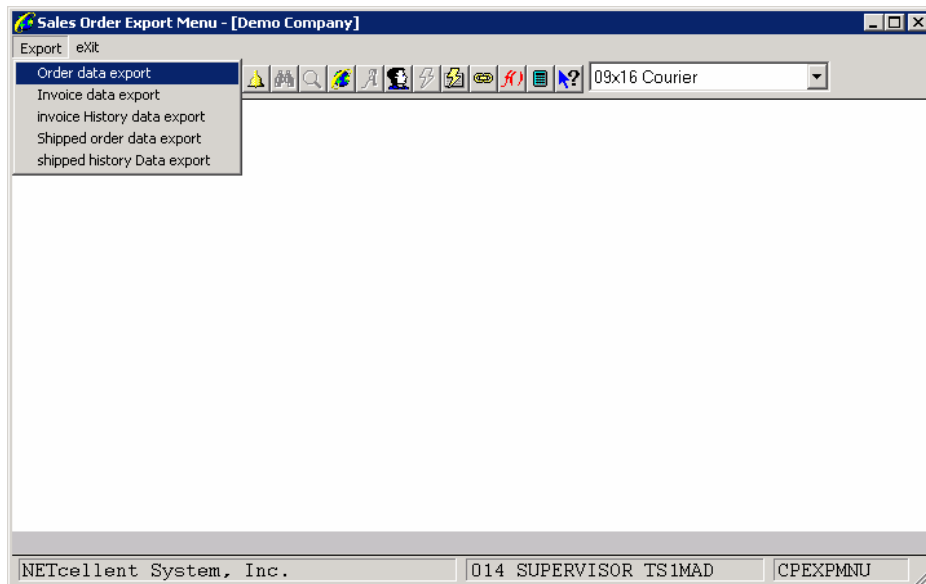 Sales Order Export Menu - [Demo Company]
Export eXit
Order data export
Invoice data export
invoice History data export
Shipped order data export
shipped history Data export
A f() ? 09x16 Courier
NETcellent System, Inc. 014 SUPERVISOR TS1MAD CPEXPMNU